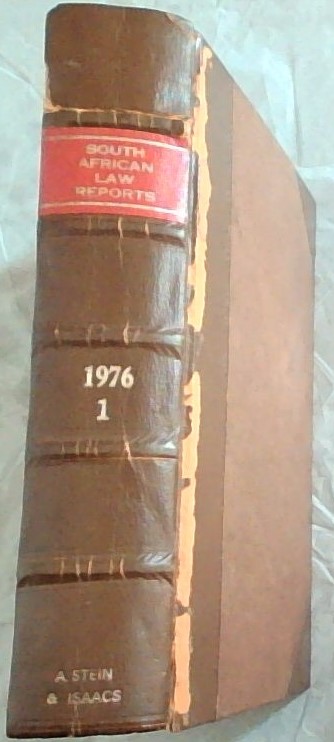 SOUTH
AFRICAN
LAW
REPORTS
1976
1
A STEIN
& ISAACS